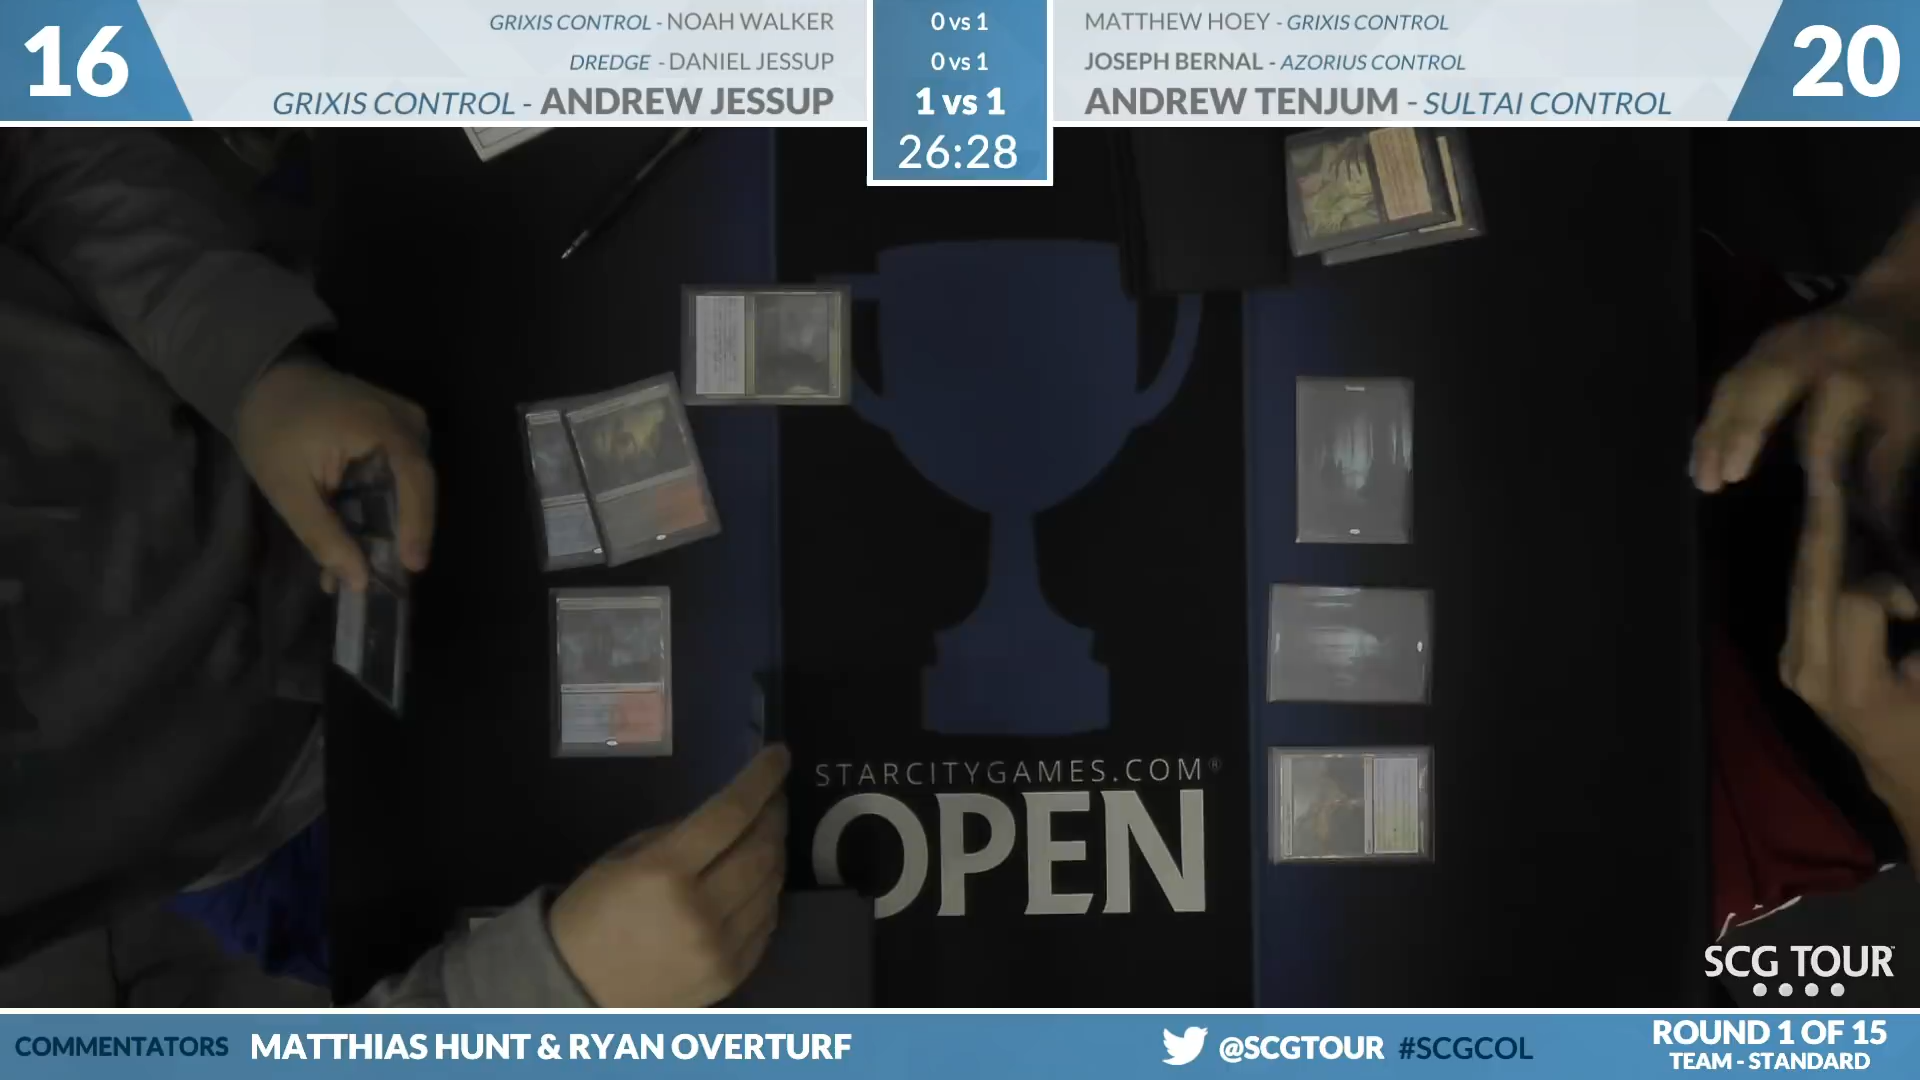 16
GRIXIS CONTROL - NOAH WALKER
DREDGE - DANIEL JESSUP
GRIXIS CONTROL - ANDREW JESSUP
0 vs 1
0 vs 1
1 vs 1
26:28
MATTHEW HOEY - GRIXIS CONTROL
JOSEPH BERNAL - AZORIUS CONTROL
ANDREW TENJUM - SULTAI CONTROL
20
STARCITYGAMES.COM®
OPEN
SCG TOUR™
COMMENTATORS MATTHIAS HUNT & RYAN OVERTURF
@SCGTOUR #SCGCOL
ROUND 1 OF 15
TEAM - STANDARD